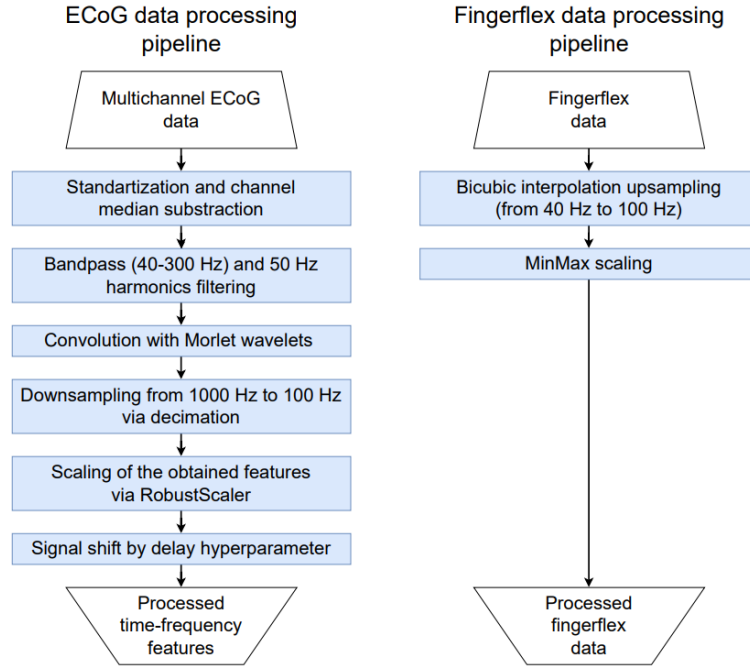 ECoG data processing
pipeline
Multichannel ECoG
data
Standartization and channel
median substraction
Bandpass (40-300 Hz) and 50 Hz
harmonics filtering
Convolution with Morlet wavelets
Downsampling from 1000 Hz to 100 Hz
via decimation
Scaling of the obtained features
via RobustScaler
Signal shift by delay hyperparameter
Processed
time-frequency
features
Fingerflex data processing
pipeline
Fingerflex
data
Bicubic interpolation upsampling
(from 40 Hz to 100 Hz)
MinMax scaling
Processed
fingerflex
data